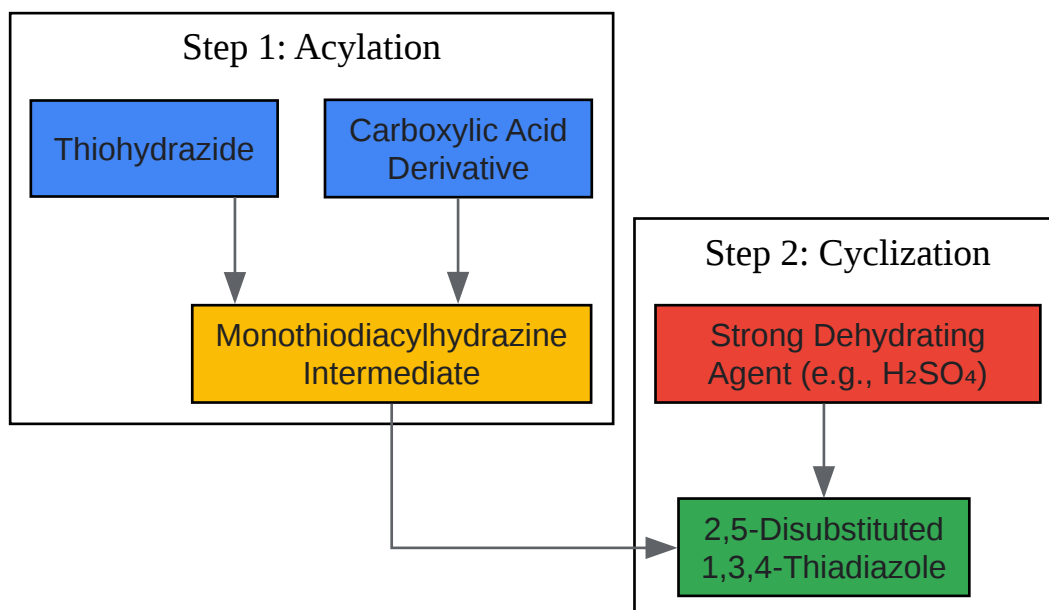 Step 1: Acylation
Thiohydrazide
Carboxylic Acid
Derivative
Monothiodiacylhydrazine
Intermediate
Step 2: Cyclization
Strong Dehydrating
Agent (e.g., H₂SO₄)
2,5-Disubstituted
1,3,4-Thiadiazole